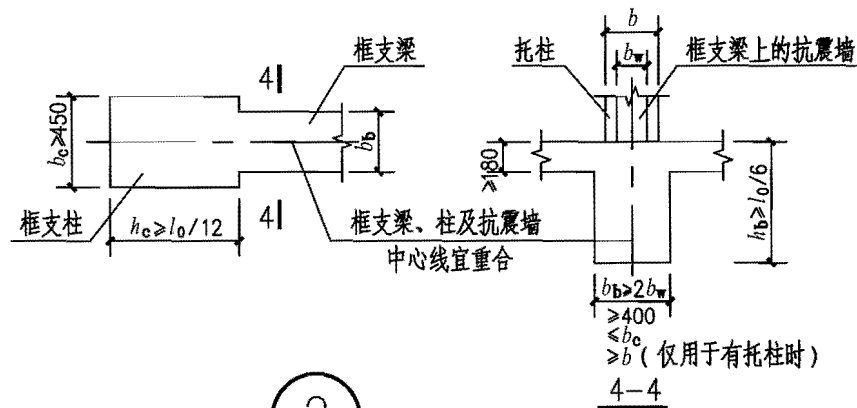 框支梁
4
b_c≥450
b_b
框支柱
4
h_c≥l_0/12
框支梁、柱及抗震墙
中心线宜重合
b
托柱
b_w
框支梁上的抗震墙
≥180
h_b≥l_0/6
b_b≥2b_w
≥400
≤b_c
≥b(仅用于有托柱时)
4-4